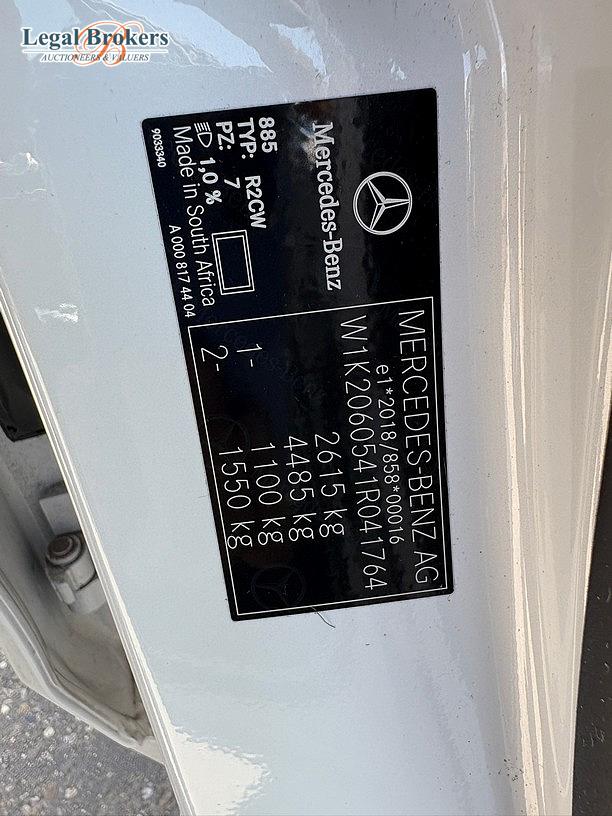 Legal Brokers
AUCTIONEERS & VALUERS
Mercedes-Benz
885
TYP: R2CW
PZ: 7
1,0 %
Made in South Africa
9033340
A 000 817 44 04
MERCEDES-BENZ AG
e1*2018/858*00016
W1K2060541R041764
2615 kg
4485 kg
1- 1100 kg
2- 1550 kg